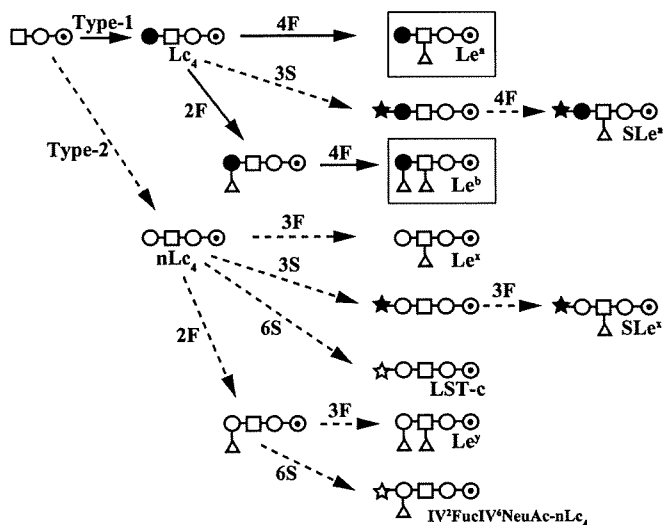 Type-1
Lc₄
4F
Leᵃ
3S
4F
SLeᵃ
2F
4F
Leᵇ
Type-2
nLc₄
3F
Leˣ
3S
3F
SLeˣ
6S
LST-c
2F
3F
Leʸ
6S
IV²FucIV⁶NeuAc-nLc₄